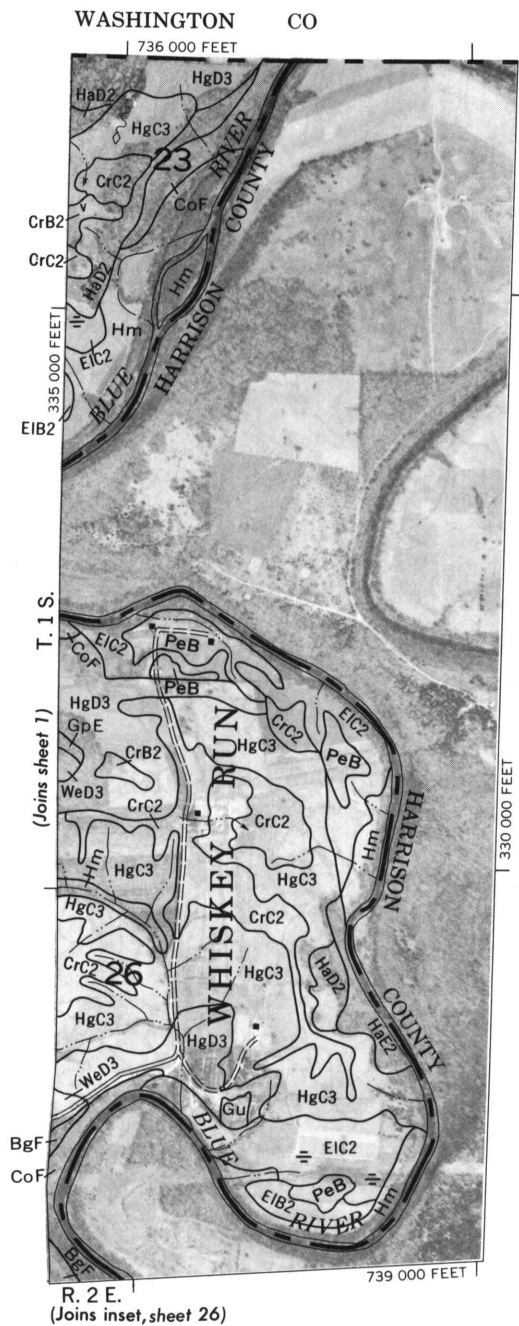 WASHINGTON CO
736 000 FEET
HgD3
HaD2
HgC3
23
RIVER
COUNTY
CrC2
CoF
CrB2
CrC2
HaD2
Hm
HARRISON
Hm
335 000 FEET
ElC2
BLUE
ElB2
T. 1 S.
ElC2
PeB
CoF
PeB
HgD3
CrC2
ElC2
HgC3
GpE
CrB2
PeB
(Joins sheet 1)
WeD3
330 000 FEET
CrC2
CrC2
HARRISON
Hm
Hm
HgC3
HgC3
WHISKEY RUN
HgC3
CrC2
CrC2
26
HgC3
HaD2
HgC3
HgD3
HaE2
COUNTY
WeD3
HgC3
Gu
BLUE
ElC2
BgF
CoF
ElB2
PeB
Hm
RIVER
BgF
739 000 FEET
R. 2 E.
(Joins inset, sheet 26)